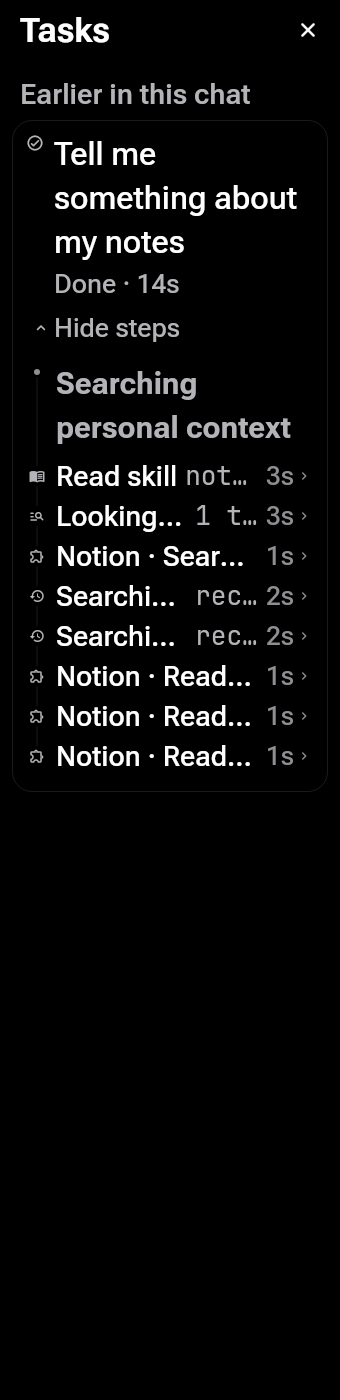 Tasks
Earlier in this chat
Tell me
something about
my notes
Done · 14s
Hide steps
Searching
personal context
Read skill not… 3s
Looking... 1 t… 3s
Notion · Sear... 1s
Searchi... rec… 2s
Searchi... rec… 2s
Notion · Read... 1s
Notion · Read... 1s
Notion · Read... 1s